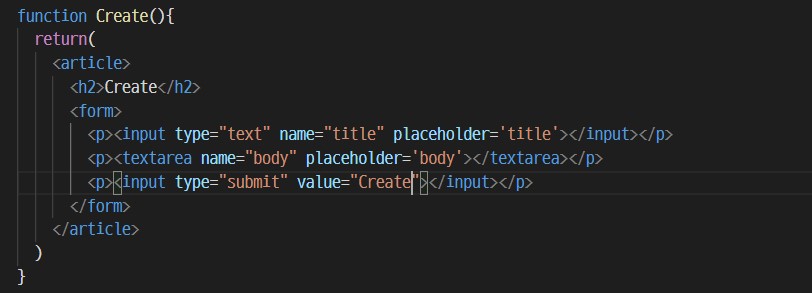 function Create(){
return(
<article>
<h2>Create</h2>
<form>
<p><input type="text" name="title" placeholder='title'></input></p>
<p><textarea name="body" placeholder='body'></textarea></p>
<p><input type="submit" value="Create"></input></p>
</form>
</article>
)
}